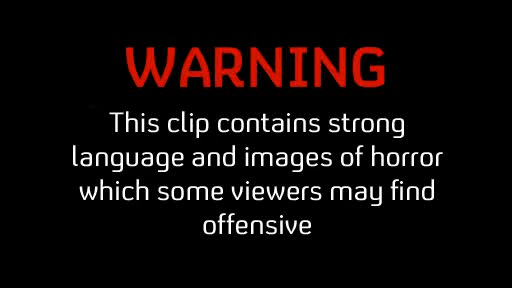 WARNING
This clip contains strong
language and images of horror
which some viewers may find
offensive